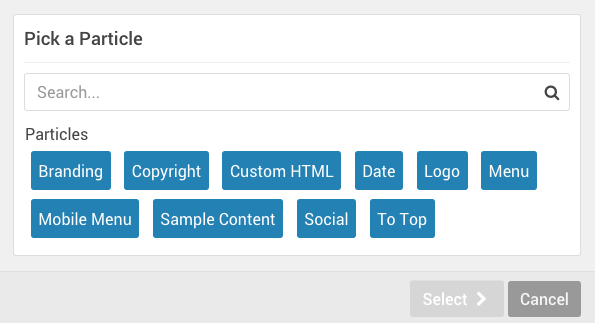 Pick a Particle
Search...
Particles
Branding Copyright Custom HTML Date Logo Menu
Mobile Menu Sample Content Social To Top
Select Cancel